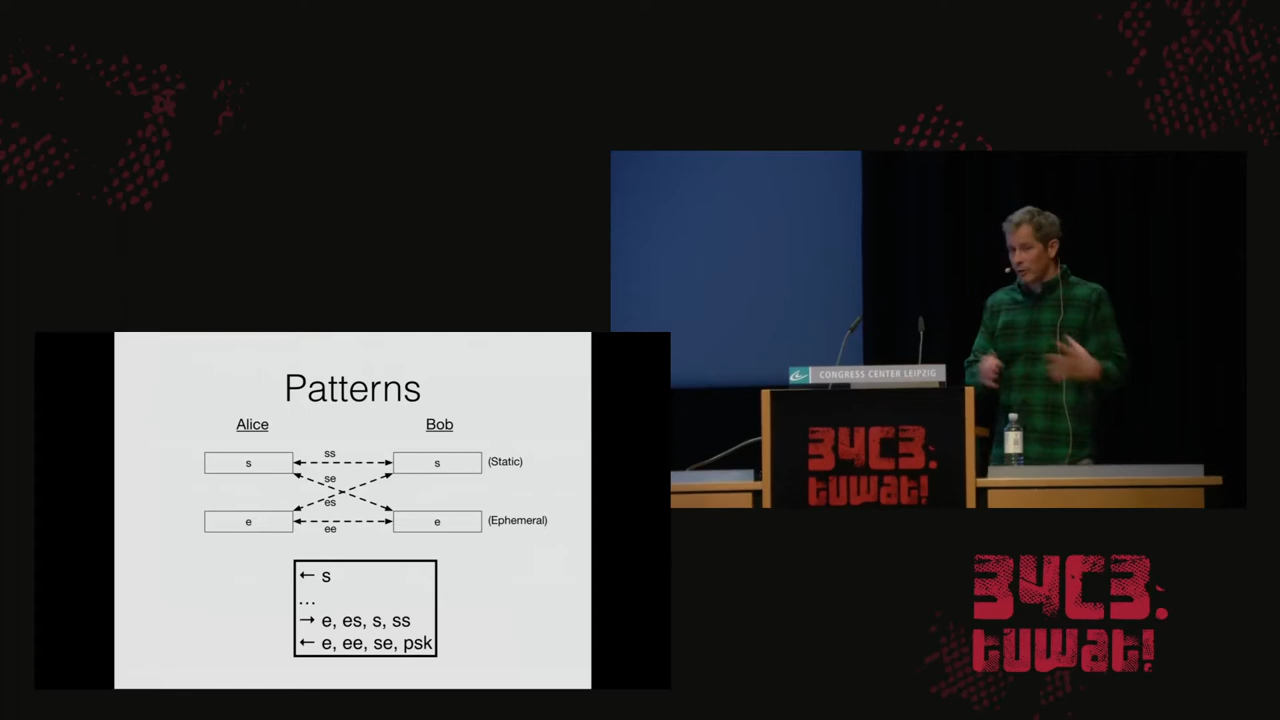 Patterns
Alice Bob
s ss s (Static)
se
es
e ee e (Ephemeral)
← s
...
→ e, es, s, ss
← e, ee, se, psk
CONGRESS CENTER LEIPZIG
34C3.
tuwat!
34C3.
tuwat!